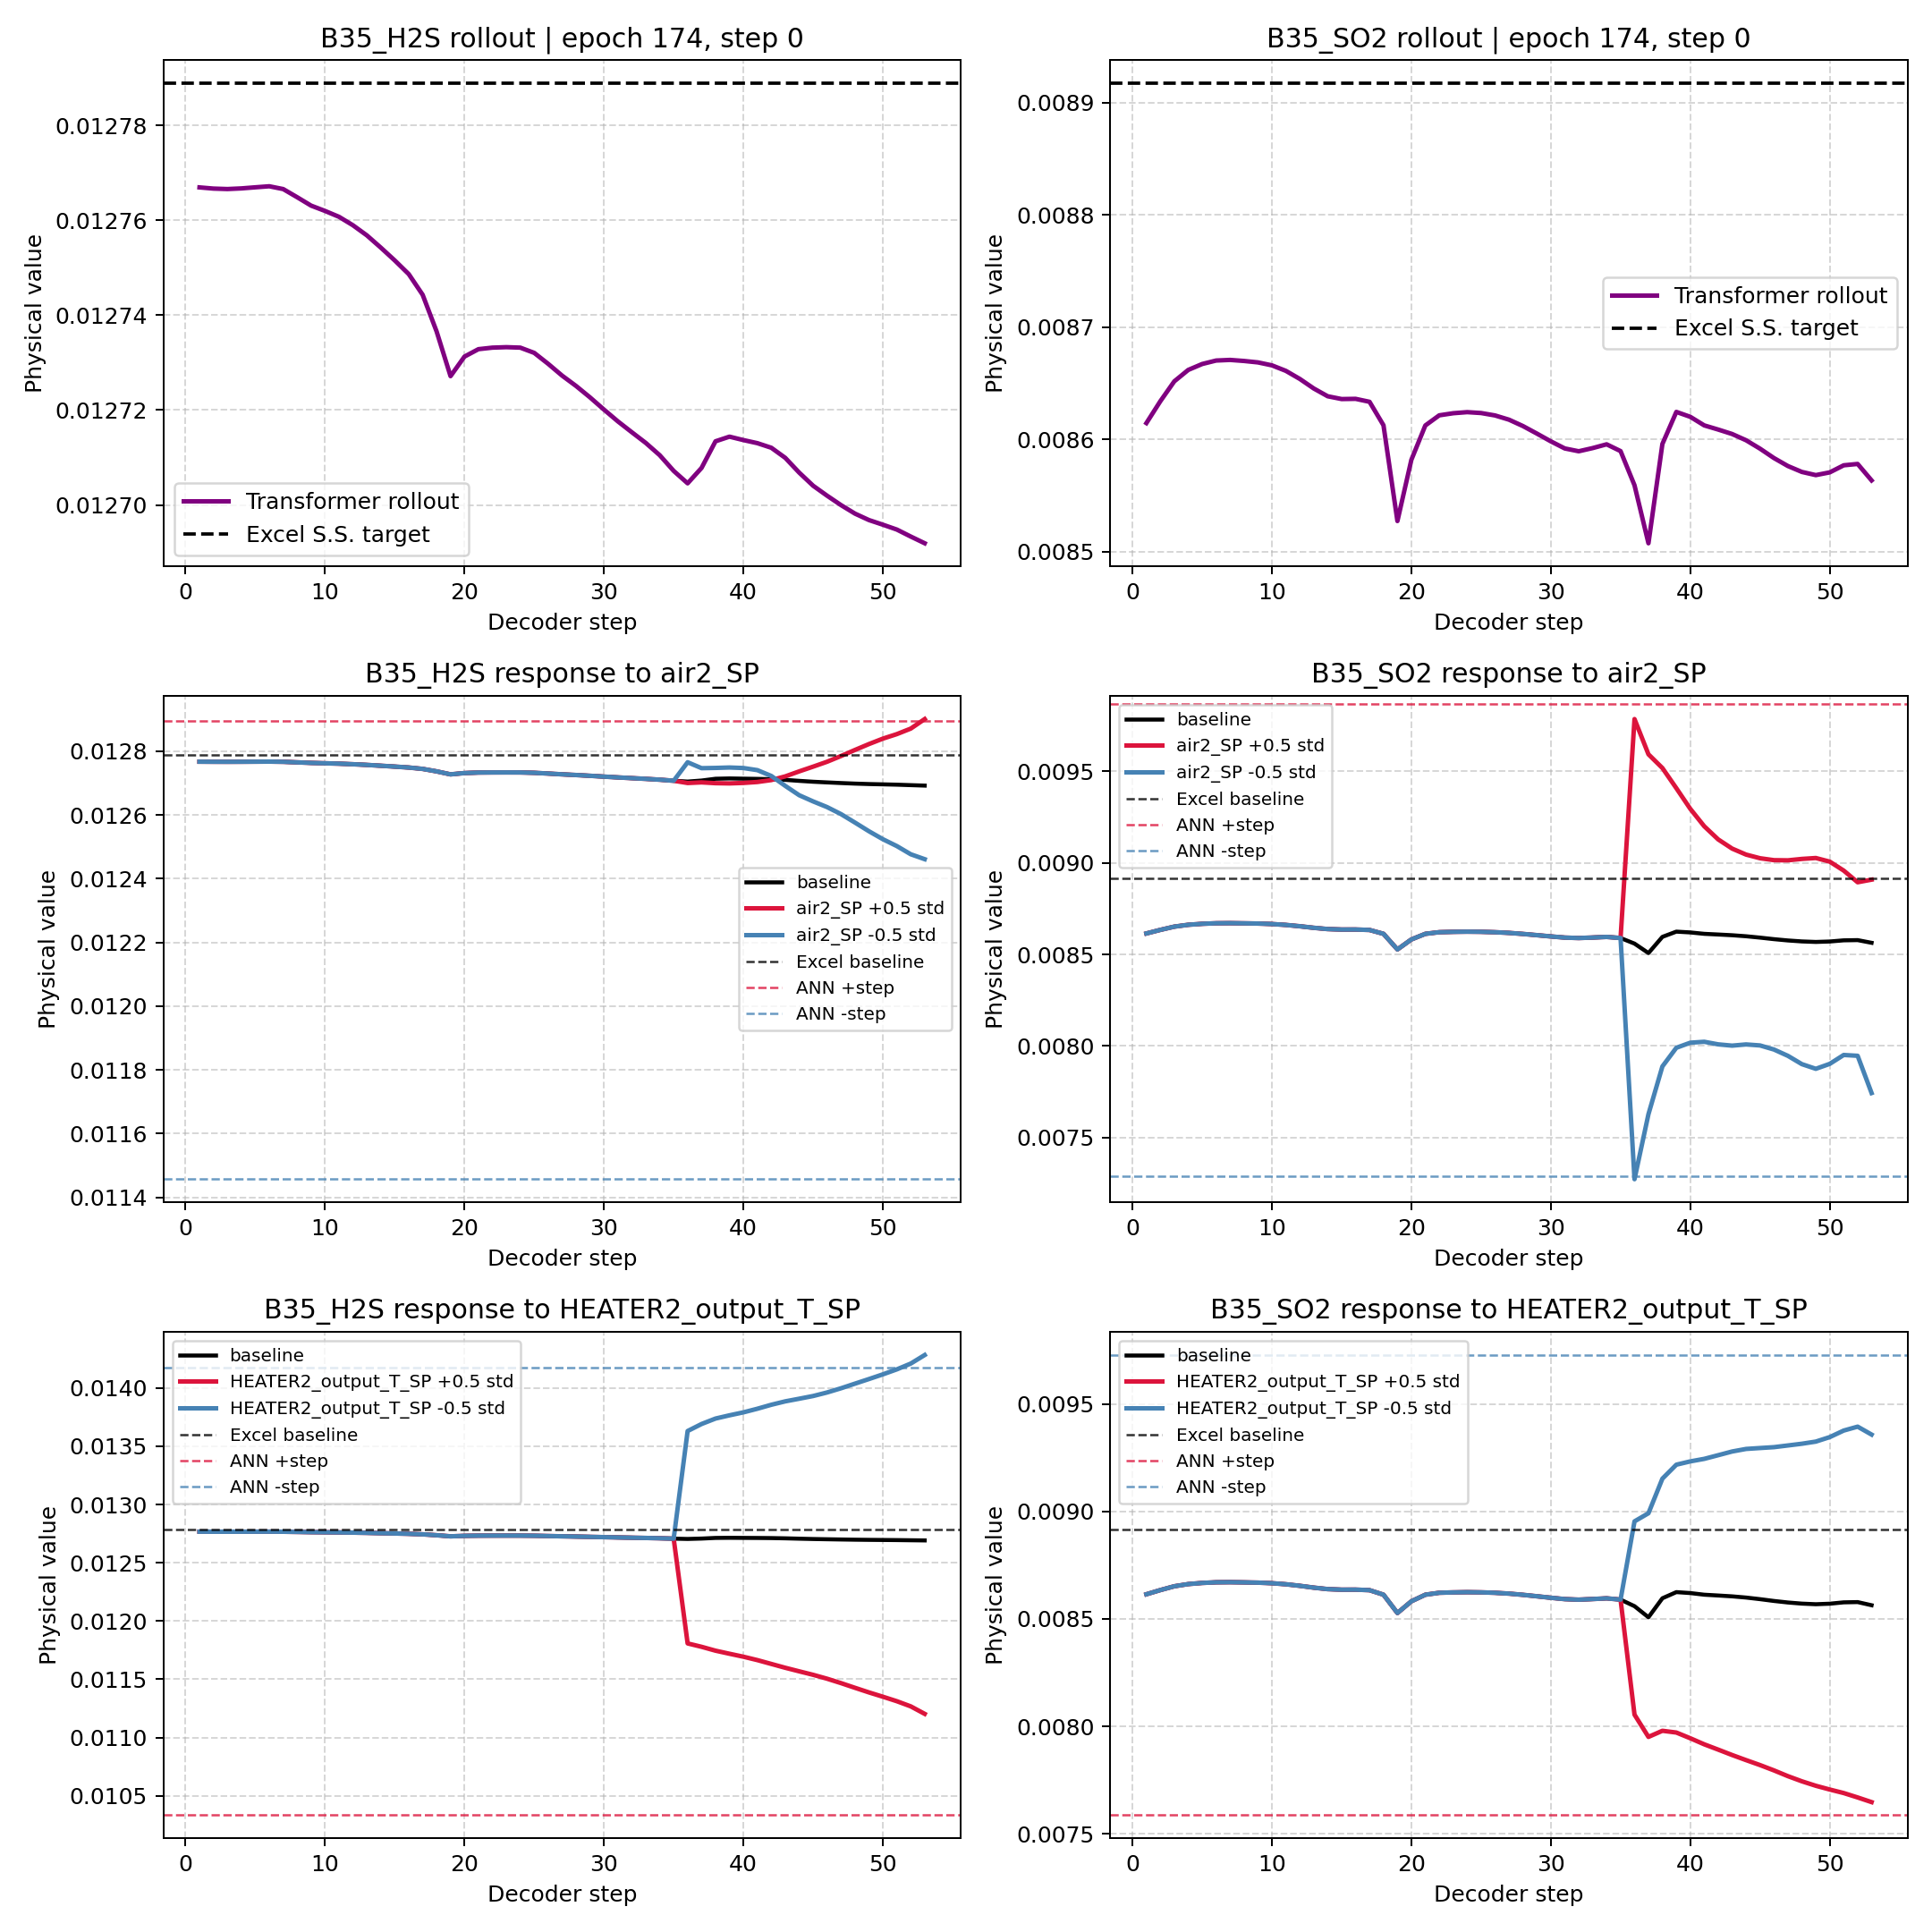 B35_H2S rollout | epoch 174, step 0
Physical value
0.01278
0.01276
0.01274
0.01272
0.01270
Transformer rollout
Excel S.S. target
0 10 20 30 40 50
Decoder step
B35_SO2 rollout | epoch 174, step 0
Physical value
0.0089
0.0088
0.0087
0.0086
0.0085
Transformer rollout
Excel S.S. target
0 10 20 30 40 50
Decoder step
B35_H2S response to air2_SP
Physical value
0.0128
0.0126
0.0124
0.0122
0.0120
0.0118
0.0116
0.0114
baseline
air2_SP +0.5 std
air2_SP -0.5 std
Excel baseline
ANN +step
ANN -step
0 10 20 30 40 50
Decoder step
B35_SO2 response to air2_SP
Physical value
0.0095
0.0090
0.0085
0.0080
0.0075
baseline
air2_SP +0.5 std
air2_SP -0.5 std
Excel baseline
ANN +step
ANN -step
0 10 20 30 40 50
Decoder step
B35_H2S response to HEATER2_output_T_SP
Physical value
0.0140
0.0135
0.0130
0.0125
0.0120
0.0115
0.0110
0.0105
baseline
HEATER2_output_T_SP +0.5 std
HEATER2_output_T_SP -0.5 std
Excel baseline
ANN +step
ANN -step
0 10 20 30 40 50
Decoder step
B35_SO2 response to HEATER2_output_T_SP
Physical value
0.0095
0.0090
0.0085
0.0080
0.0075
baseline
HEATER2_output_T_SP +0.5 std
HEATER2_output_T_SP -0.5 std
Excel baseline
ANN +step
ANN -step
0 10 20 30 40 50
Decoder step